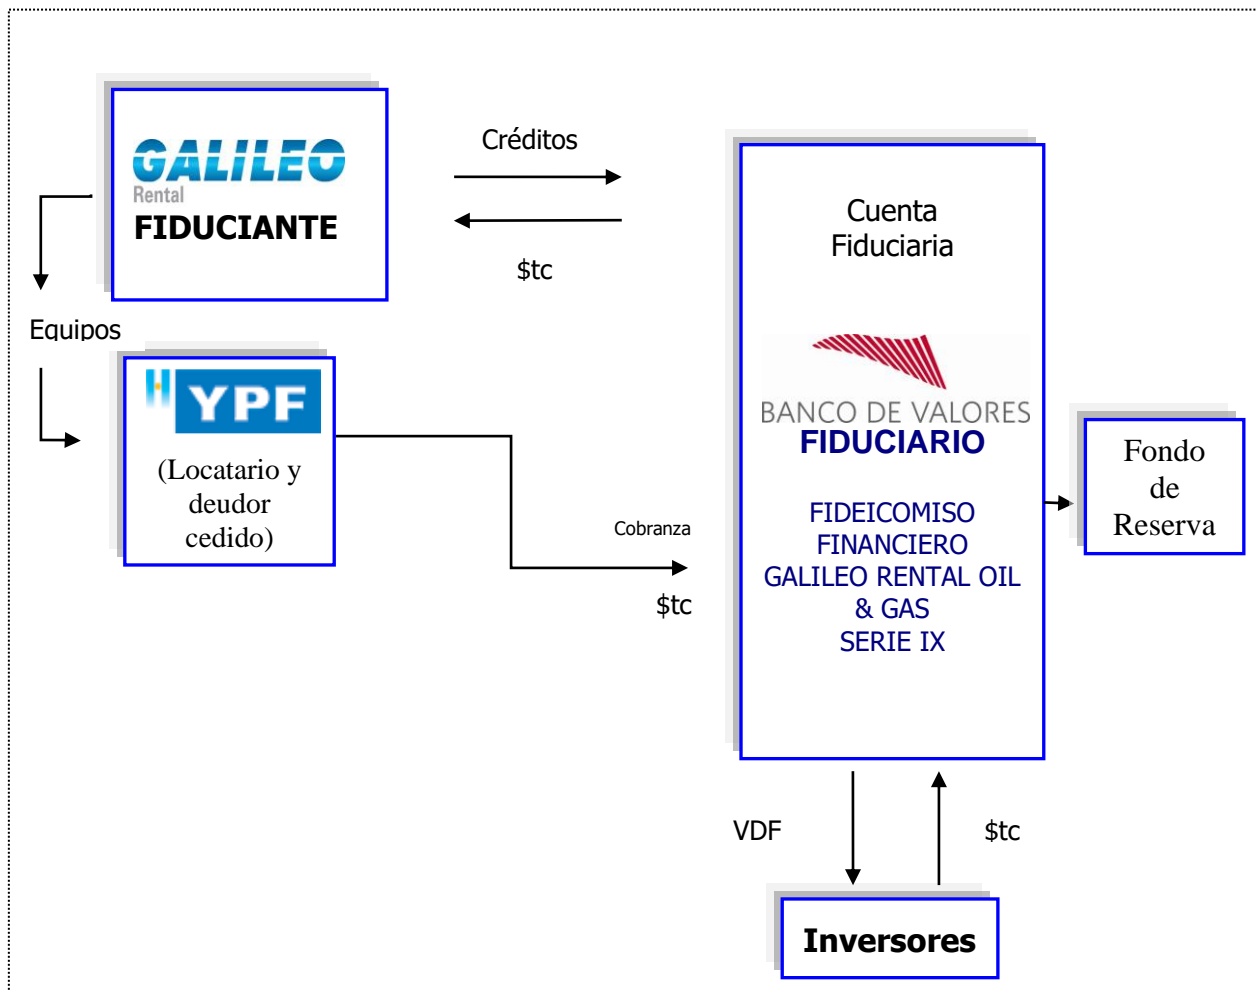 GALILEO
Rental
FIDUCIANTE
Créditos
$tc
Equipos
YPF
(Locatario y
deudor
cedido)
Cobranza
$tc
Cuenta
Fiduciaria
BANCO DE VALORES
FIDUCIARIO
FIDEICOMISO
FINANCIERO
GALILEO RENTAL OIL
& GAS
SERIE IX
Fondo
de
Reserva
VDF
$tc
Inversores